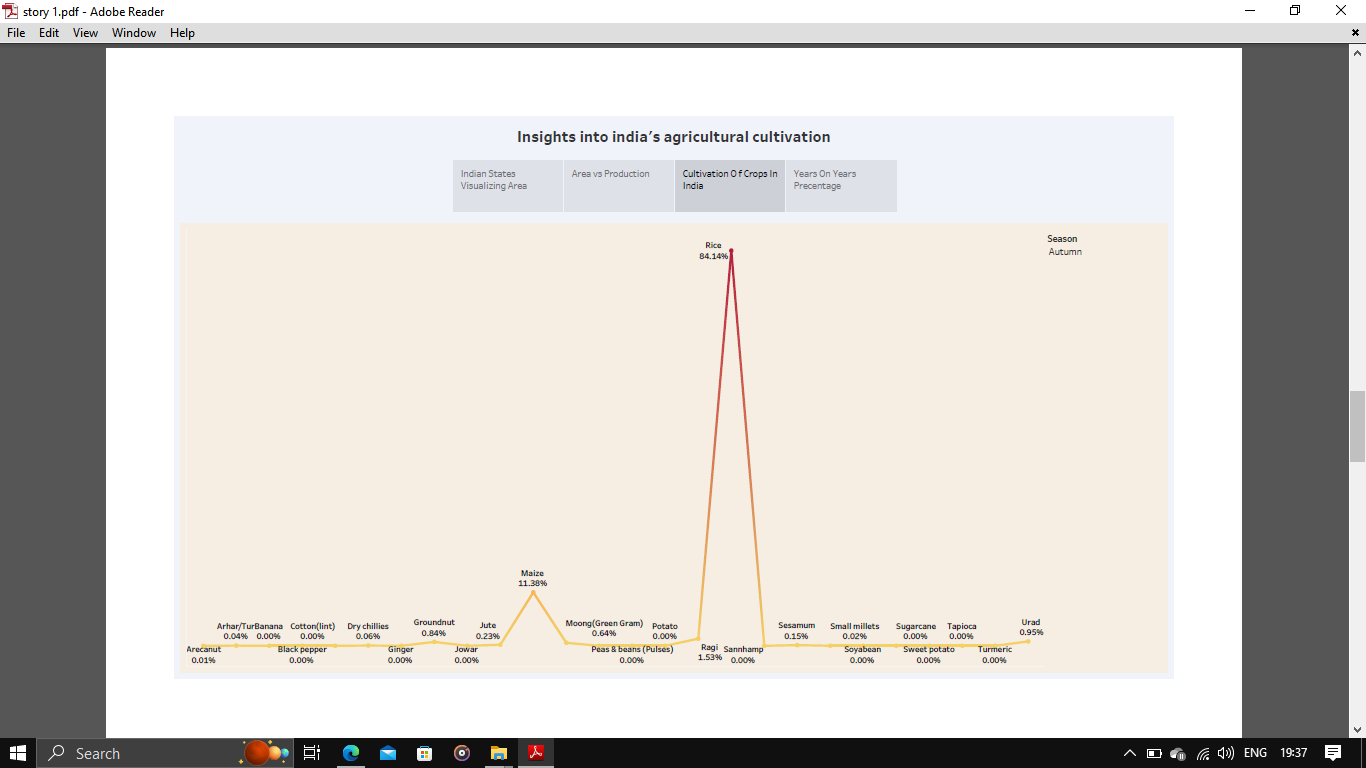 story 1.pdf - Adobe Reader
File Edit View Window Help
Insights into india's agricultural cultivation
Indian States
Visualizing Area
Area vs Production
Cultivation O f Crops In
India
Years On Years
Precentage
Season
Autumn
Rice
84.14%
Maize
11.38%
Arhar/Tur
0.04%
Banana
0.00%
Cotton(lint)
0.00%
Dry chillies
0.06%
Groundnut
0.84%
Jute
0.23%
Moong(Green Gram)
0.64%
Potato
0.00%
Sesamum
0.15%
Small millets
0.02%
Sugarcane
0.00%
Tapioca
0.00%
Urad
0.95%
Arecanut
0.01%
Black pepper
0.00%
Ginger
0.00%
Jowar
0.00%
Peas & beans (Pulses)
0.00%
Ragi
1.53%
Sannhamp
0.00%
Soyabean
0.00%
Sweet potato
0.00%
Turmeric
0.00%
Search
ENG
19:37